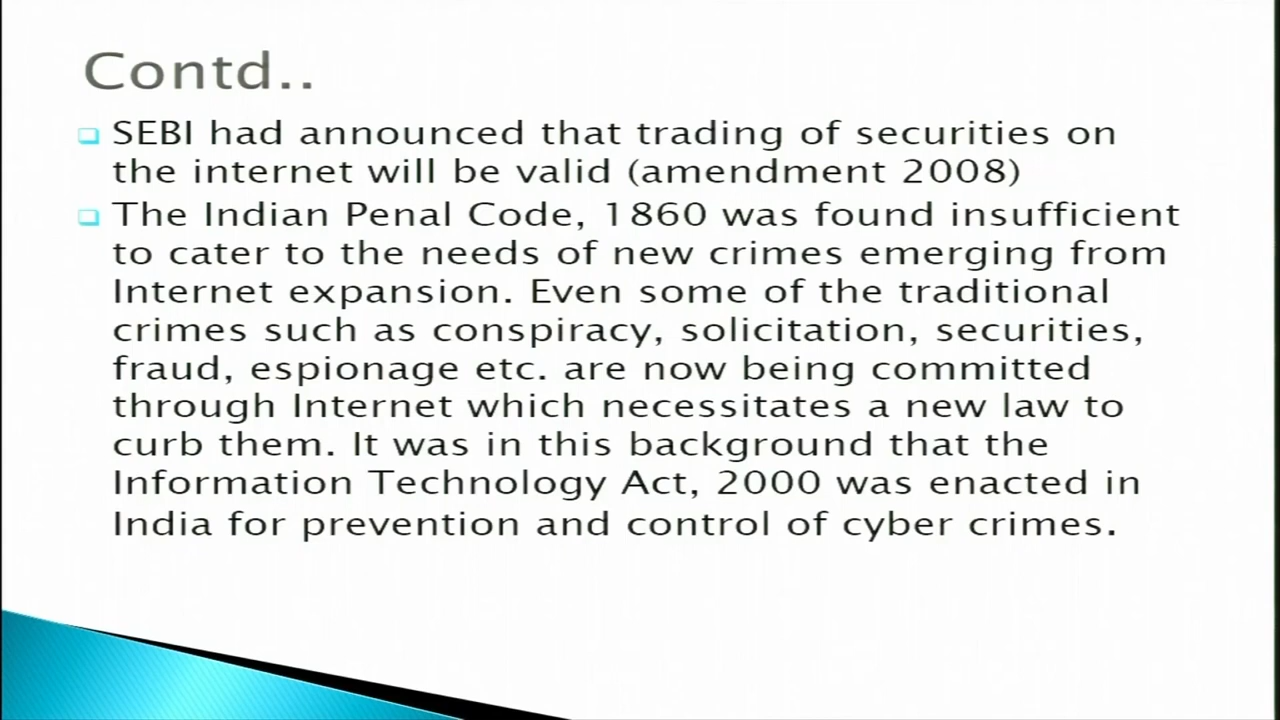 Contd..
SEBI had announced that trading of securities on
the internet will be valid (amendment 2008)
The Indian Penal Code, 1860 was found insufficient
to cater to the needs of new crimes emerging from
Internet expansion. Even some of the traditional
crimes such as conspiracy, solicitation, securities,
fraud, espionage etc. are now being committed
through Internet which necessitates a new law to
curb them. It was in this background that the
Information Technology Act, 2000 was enacted in
India for prevention and control of cyber crimes.